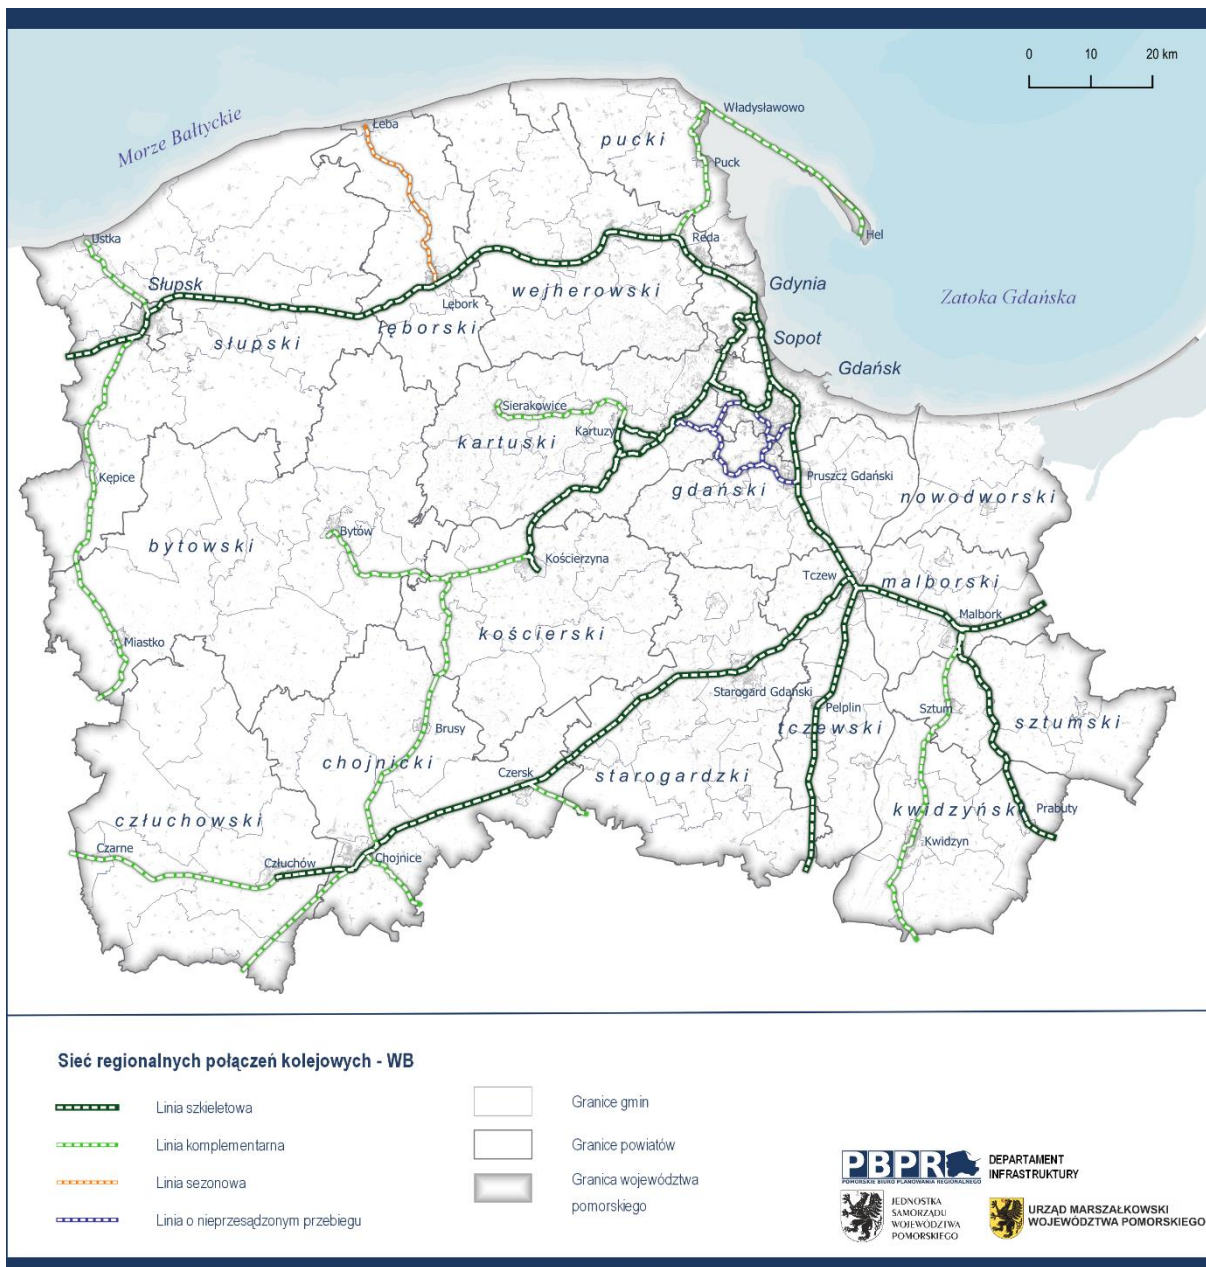 0 10 20 km
Morze Bałtyckie
Łeba
Władysławowo
pucki
Puck
Ustka
Reda
Hel
Słupsk
Lębork
wejherowski
Gdynia
Zatoka Gdańska
słupski
lęborski
Sopot
Gdańsk
Sierakowice
kartuski
Kartuzy
Kępice
gdański
Pruszcz Gdański
nowodworski
bytowski
Bytów
Kościerzyna
Tczew
malborski
Malbork
Miastko
kościerski
Starogard Gdański
Pelplin
Sztum
Brusy
tczewski
sztumski
chojnicki
Czersk
starogardzki
kwidzyński
Prabuty
człuchowski
Czarne
Człuchów
Chojnice
Kwidzyn
Sieć regionalnych połączeń kolejowych - WB
Linia szkieletowa
Linia komplementarna
Linia sezonowa
Linia o nieprzesądzonym przebiegu
Granice gmin
Granice powiatów
Granica województwa
pomorskiego
PBPR
POMORSKIE BIURO PLANOWANIA REGIONALNEGO
DEPARTAMENT
INFRASTRUKTURY
JEDNOSTKA
SAMORZĄDU
WOJEWÓDZTWA
POMORSKIEGO
URZĄD MARSZAŁKOWSKI
WOJEWÓDZTWA POMORSKIEGO